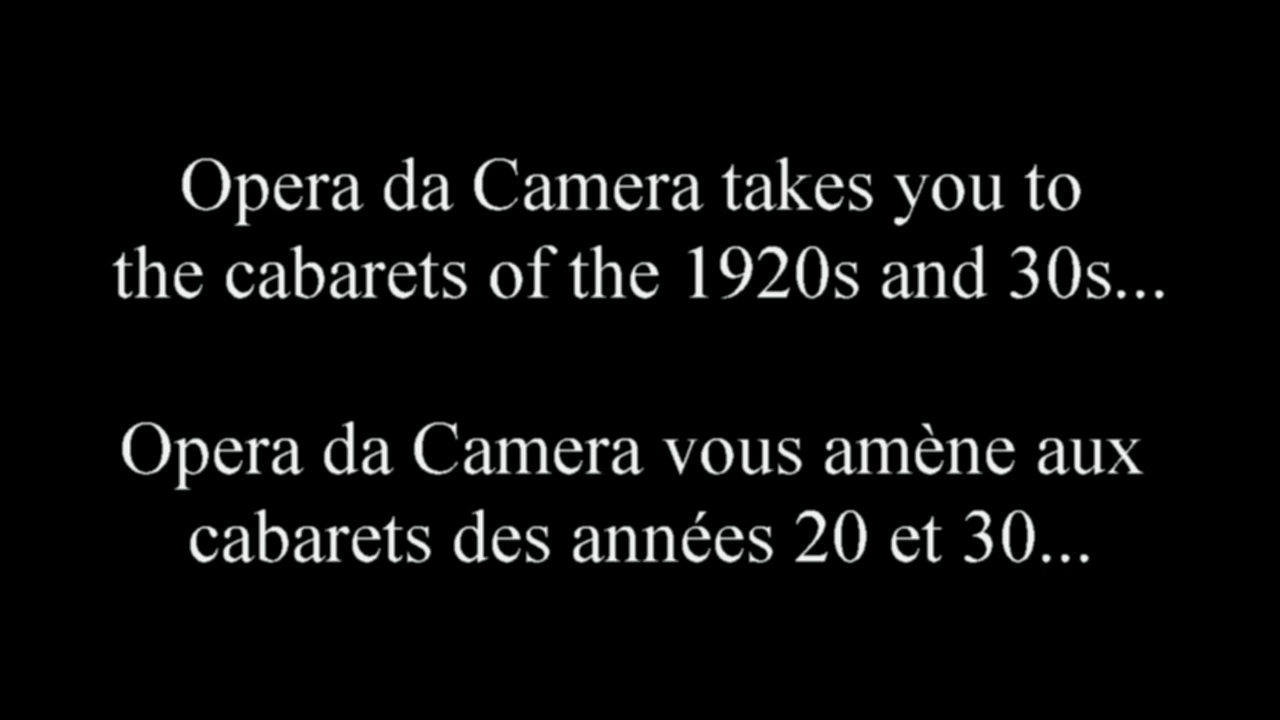 Opera da Camera takes you to
the cabarets of the 1920s and 30s...
Opera da Camera vous amène aux
cabarets des années 20 et 30...